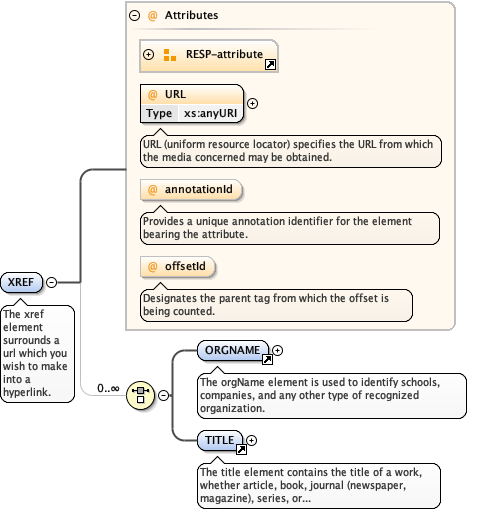 @ Attributes
RESP-attribute
@ URL
Type xs:anyURI
URL (uniform resource locator) specifies the URL from which
the media concerned may be obtained.
@ annotationId
Provides a unique annotation identifier for the element
bearing the attribute.
@ offsetId
Designates the parent tag from which the offset is
being counted.
XREF
The xref
element
surrounds a
url which you
wish to make
into a
hyperlink.
0..∞
ORGNAME
The orgName element is used to identify schools,
companies, and any other type of recognized
organization.
TITLE
The title element contains the title of a work,
whether article, book, journal (newspaper,
magazine), series, or...